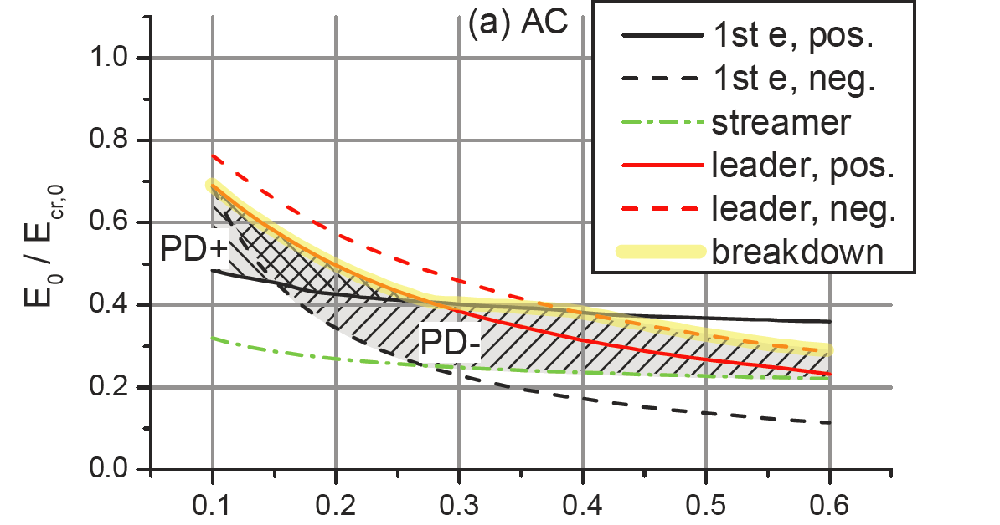 (a) AC
1st e, pos.
1st e, neg.
streamer
leader, pos.
leader, neg.
breakdown
E0 / Ecr,0
1.0
0.8
0.6
0.4
0.2
0.0
PD+
PD-
0.1 0.2 0.3 0.4 0.5 0.6